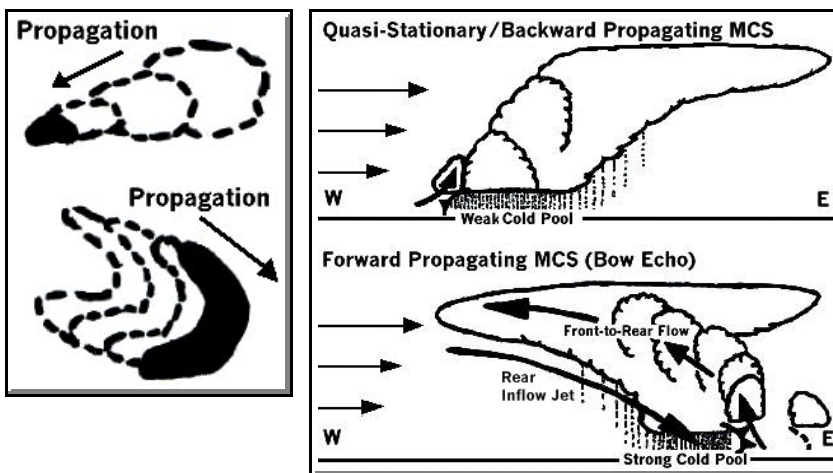 Propagation
Propagation
Quasi-Stationary/Backward Propagating MCS
W
E
Weak Cold Pool
Forward Propagating MCS (Bow Echo)
Front-to-Rear Flow
Rear
Inflow Jet
W
E
Strong Cold Pool